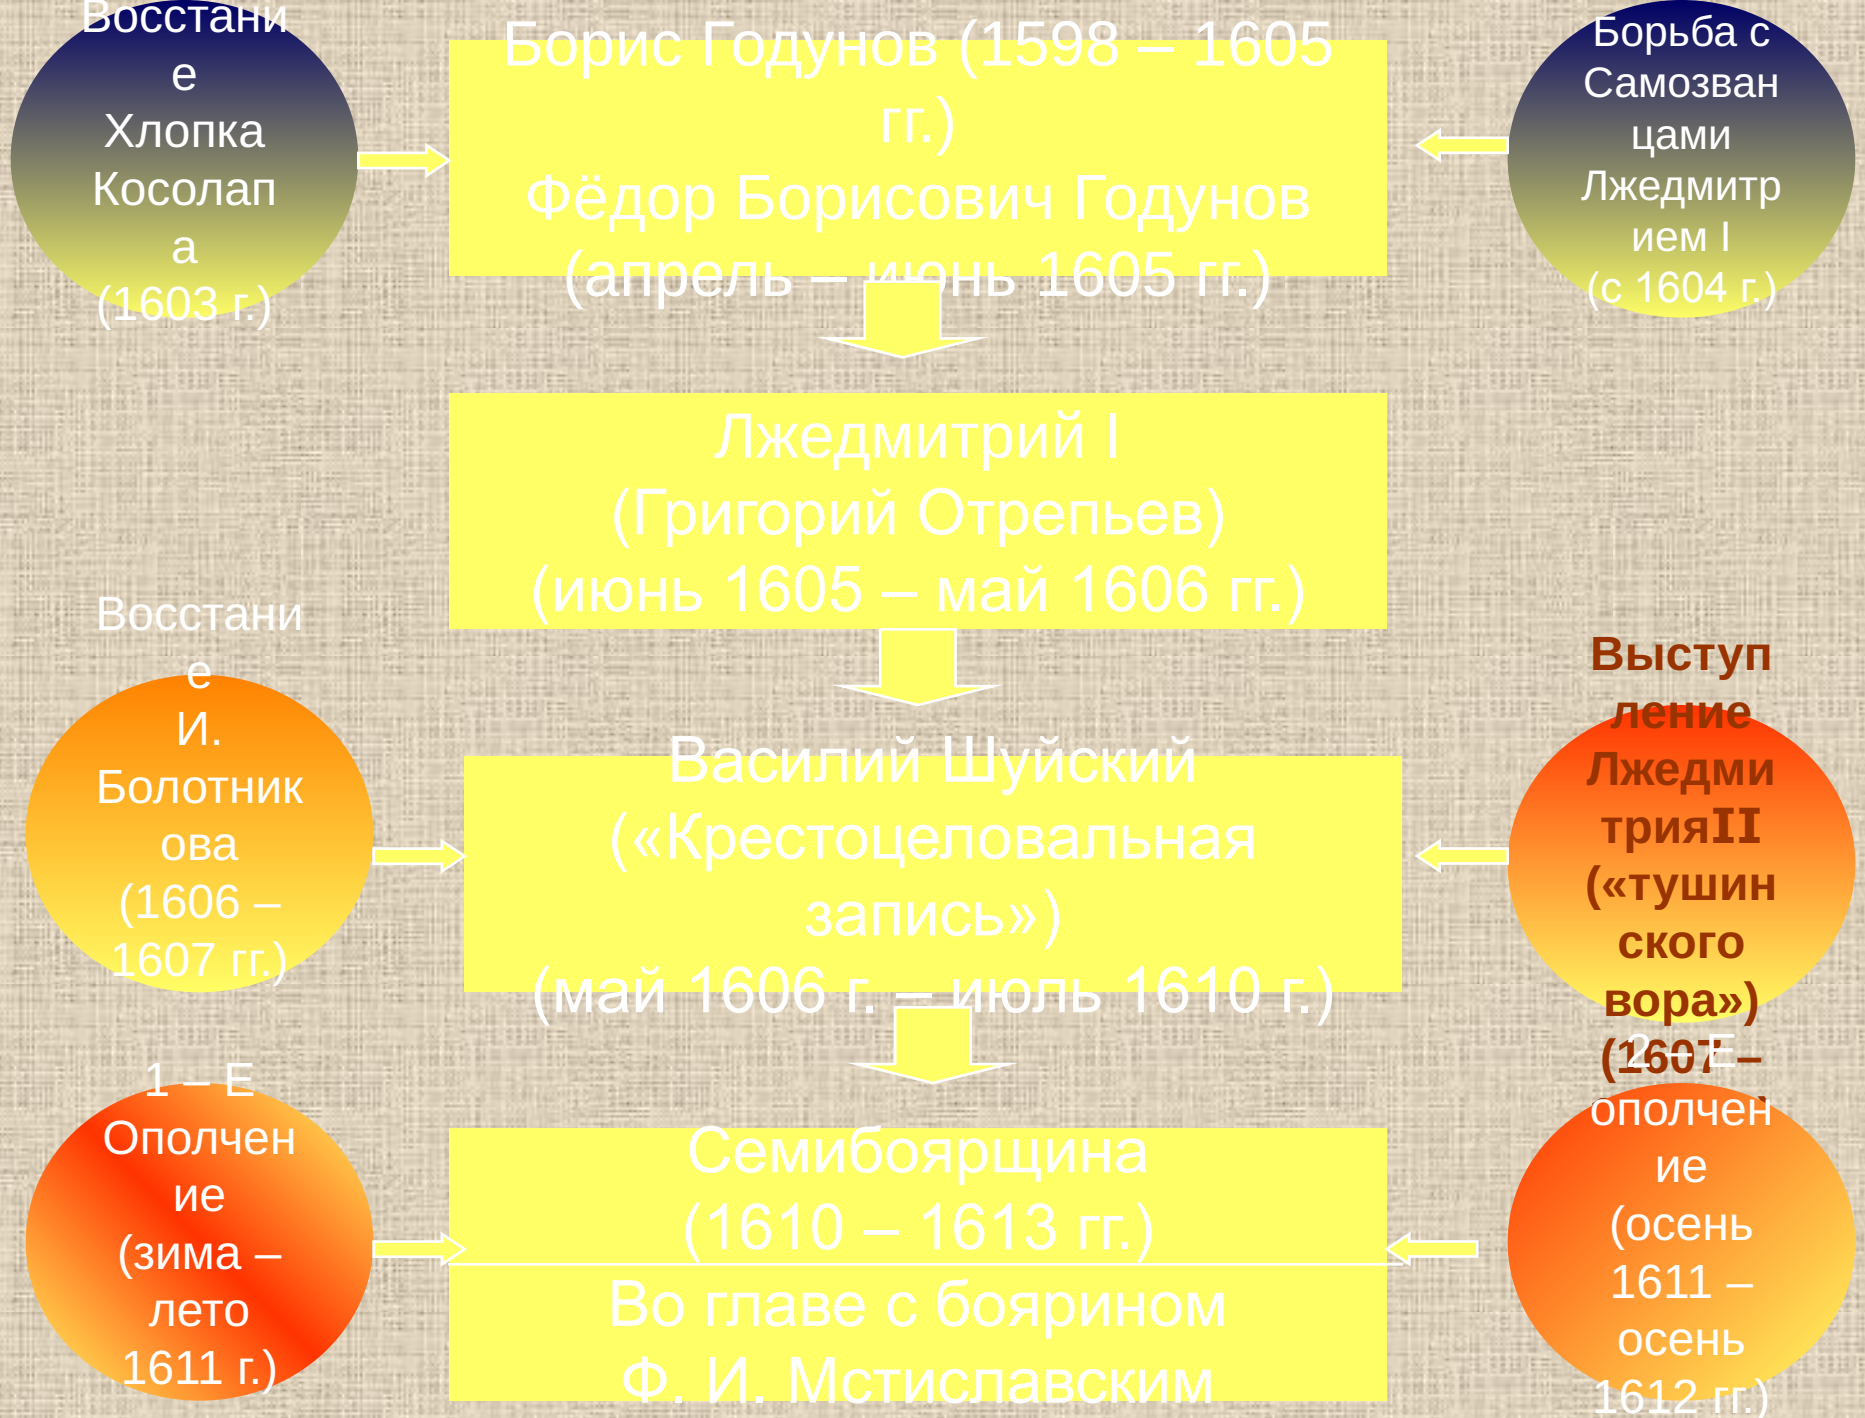 Восстани
е
Хлопка
Косолап
а
(1603 г.)
Борис Годунов (1598 – 1605
гг.)
Фёдор Борисович Годунов
(апрель – июнь 1605 гг.)
Борьба с
Самозван
цами
Лжедмитр
ием I
(с 1604 г.)
Лжедмитрий I
(Григорий Отрепьев)
(июнь 1605 – май 1606 гг.)
Восстани
е
И.
Болотник
ова
(1606 –
1607 гг.)
Василий Шуйский
(«Крестоцеловальная
запись»)
(май 1606 г. – июль 1610 г.)
Выступ
ление
Лжедми
трияII
(«тушин
ского
вора»)
(1607 –
1 – Е
Ополчен
ие
(зима –
лето
1611 г.)
Семибоярщина
(1610 – 1613 гг.)
Во главе с боярином
Ф. И. Мстиславским
2 – Е
ополчен
ие
(осень
1611 –
осень
1612 гг.)